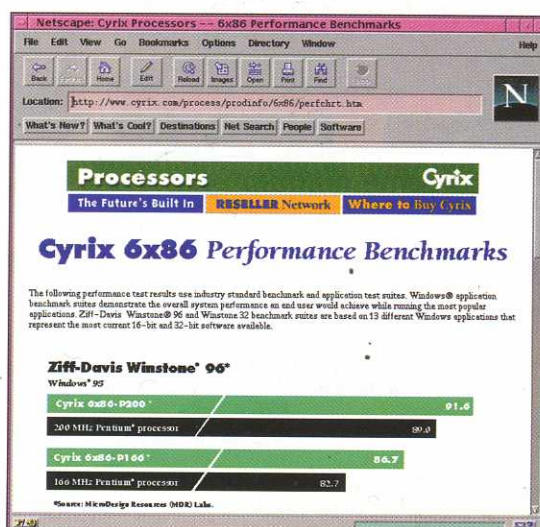 Netscape: Cyrix Processors -- 6x86 Performance Benchmarks
File Edit View Go Bookmarks Options Directory Window Help
Back Home Edit Reload Images Open Print Find
Location: http://www.cyrix.com/process/prodinfo/6x86/perfchrt.htm
N
What's New? What's Cool? Destinations Net Search People Software
Processors Cyrix
The Future's Built In RESELLER Network Where to Buy Cyrix
Cyrix 6x86 Performance Benchmarks
The following performance test results use industry standard benchmark and application test suites. Windows® application
benchmark suites demonstrate the overall system performance an end user would achieve while running the most popular
applications. Ziff-Davis Winstone® 96 and Winstone 32 benchmark suites are based on 13 different Windows applications that
represent the most current 16-bit and 32-bit software available.
Ziff-Davis Winstone* 96*
Windows* 95
Cyrix 6x86-P200* 91.6
200 MHz Pentium* processor 89.0
Cyrix 6x86-P166* 86.7
166 MHz Pentium* processor 82.7
*Source: MicroDesign Resources (MDR) Labs.